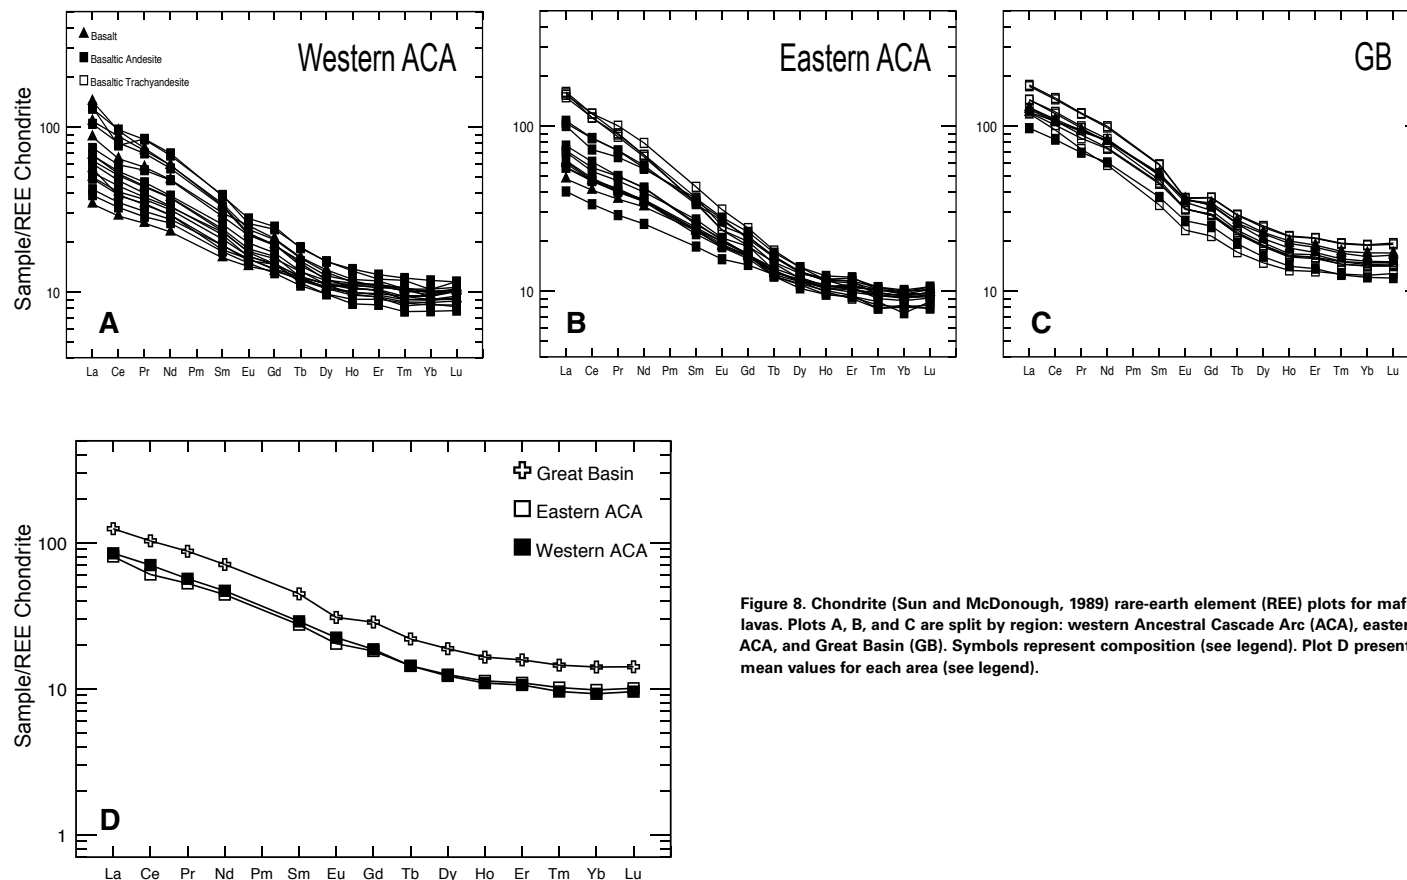 Western ACA
Basalt
Basaltic Andesite
Basaltic Trachyandesite
Sample/REE Chondrite
100
10
A
La Ce Pr Nd Pm Sm Eu Gd Tb Dy Ho Er Tm Yb Lu
Eastern ACA
100
10
B
La Ce Pr Nd Pm Sm Eu Gd Tb Dy Ho Er Tm Yb Lu
GB
100
10
C
La Ce Pr Nd Pm Sm Eu Gd Tb Dy Ho Er Tm Yb Lu
Great Basin
Eastern ACA
Western ACA
Sample/REE Chondrite
100
10
1
D
La Ce Pr Nd Pm Sm Eu Gd Tb Dy Ho Er Tm Yb Lu
Figure 8. Chondrite (Sun and McDonough, 1989) rare-earth element (REE) plots for maf
lavas. Plots A, B, and C are split by region: western Ancestral Cascade Arc (ACA), easter
ACA, and Great Basin (GB). Symbols represent composition (see legend). Plot D present
mean values for each area (see legend).